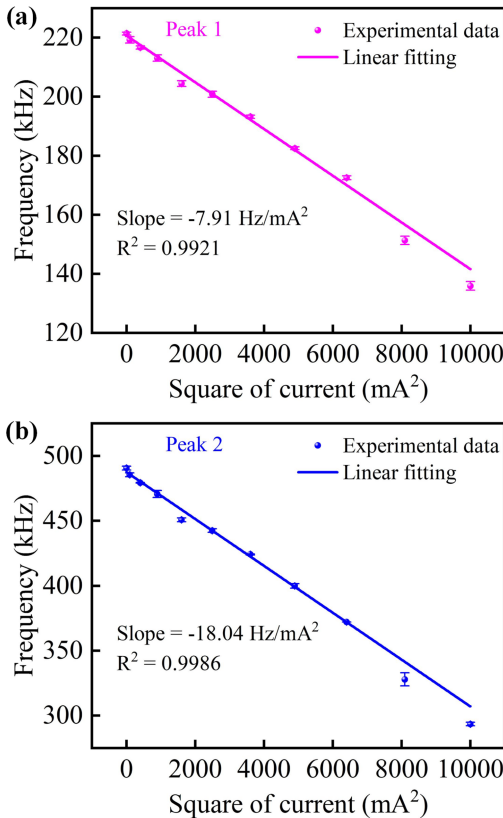 (a)
Peak 1
Experimental data
Linear fitting
Slope = -7.91 Hz/mA²
R² = 0.9921
Frequency (kHz)
220
200
180
160
140
120
0 2000 4000 6000 8000 10000
Square of current (mA²)
(b)
Peak 2
Experimental data
Linear fitting
Slope = -18.04 Hz/mA²
R² = 0.9986
Frequency (kHz)
500
450
400
350
300
0 2000 4000 6000 8000 10000
Square of current (mA²)